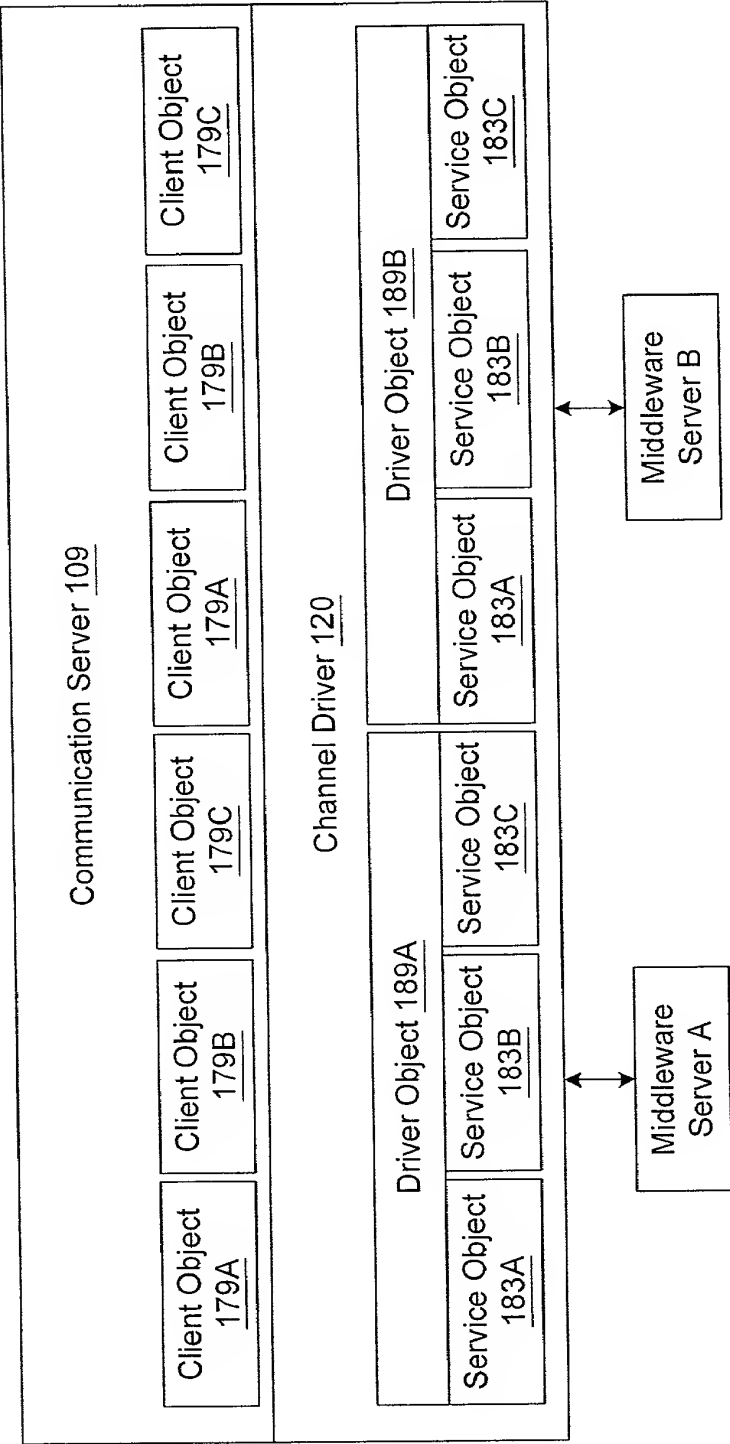 Communication Server 109
Client Object
179A
Client Object
179B
Client Object
179C
Client Object
179A
Client Object
179B
Client Object
179C
Channel Driver 120
Driver Object 189A
Driver Object 189B
Service Object
183A
Service Object
183B
Service Object
183C
Service Object
183A
Service Object
183B
Service Object
183C
Middleware
Server A
Middleware
Server B